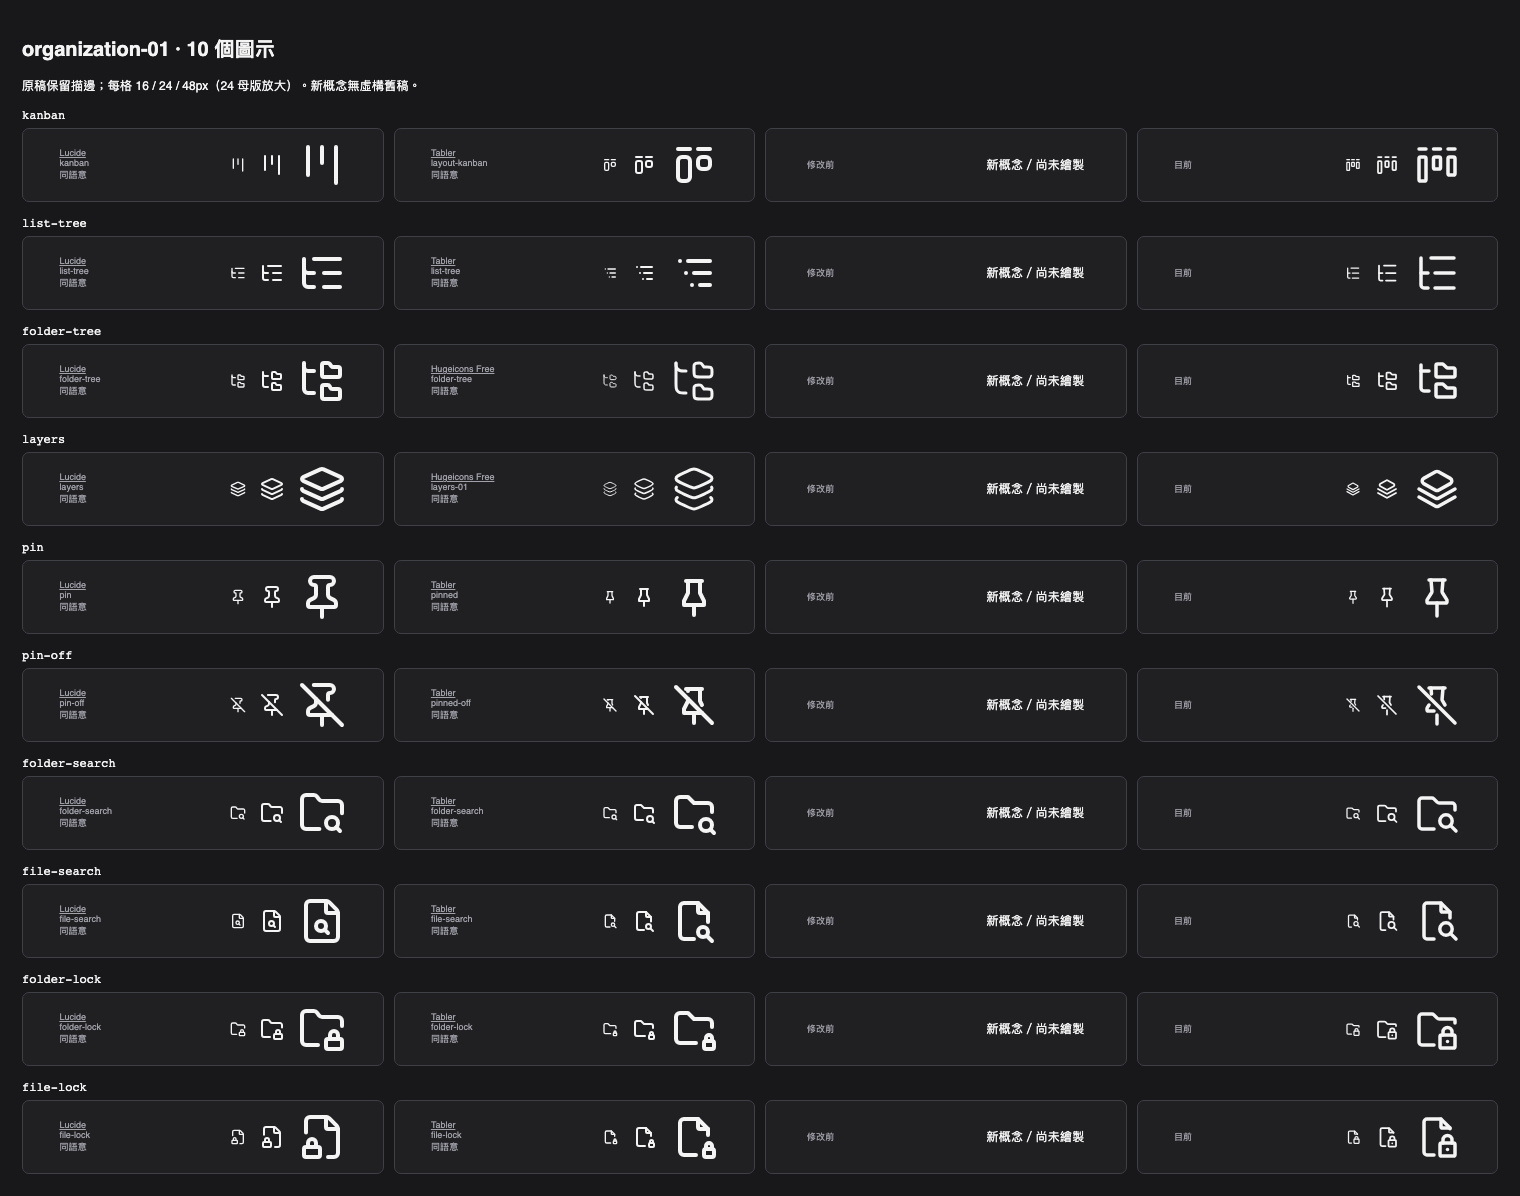 organization-01 · 10 個圖示
原稿保留描邊；每格 16 / 24 / 48px（24 母版放大）。新概念無虛構舊稿。
kanban
Lucide
kanban
同語意
Tabler
layout-kanban
同語意
修改前
新概念 / 尚未繪製
目前
list-tree
Lucide
list-tree
同語意
Tabler
list-tree
同語意
修改前
新概念 / 尚未繪製
目前
folder-tree
Lucide
folder-tree
同語意
Hugeicons Free
folder-tree
同語意
修改前
新概念 / 尚未繪製
目前
layers
Lucide
layers
同語意
Hugeicons Free
layers-01
同語意
修改前
新概念 / 尚未繪製
目前
pin
Lucide
pin
同語意
Tabler
pinned
同語意
修改前
新概念 / 尚未繪製
目前
pin-off
Lucide
pin-off
同語意
Tabler
pinned-off
同語意
修改前
新概念 / 尚未繪製
目前
folder-search
Lucide
folder-search
同語意
Tabler
folder-search
同語意
修改前
新概念 / 尚未繪製
目前
file-search
Lucide
file-search
同語意
Tabler
file-search
同語意
修改前
新概念 / 尚未繪製
目前
folder-lock
Lucide
folder-lock
同語意
Tabler
folder-lock
同語意
修改前
新概念 / 尚未繪製
目前
file-lock
Lucide
file-lock
同語意
Tabler
file-lock
同語意
修改前
新概念 / 尚未繪製
目前